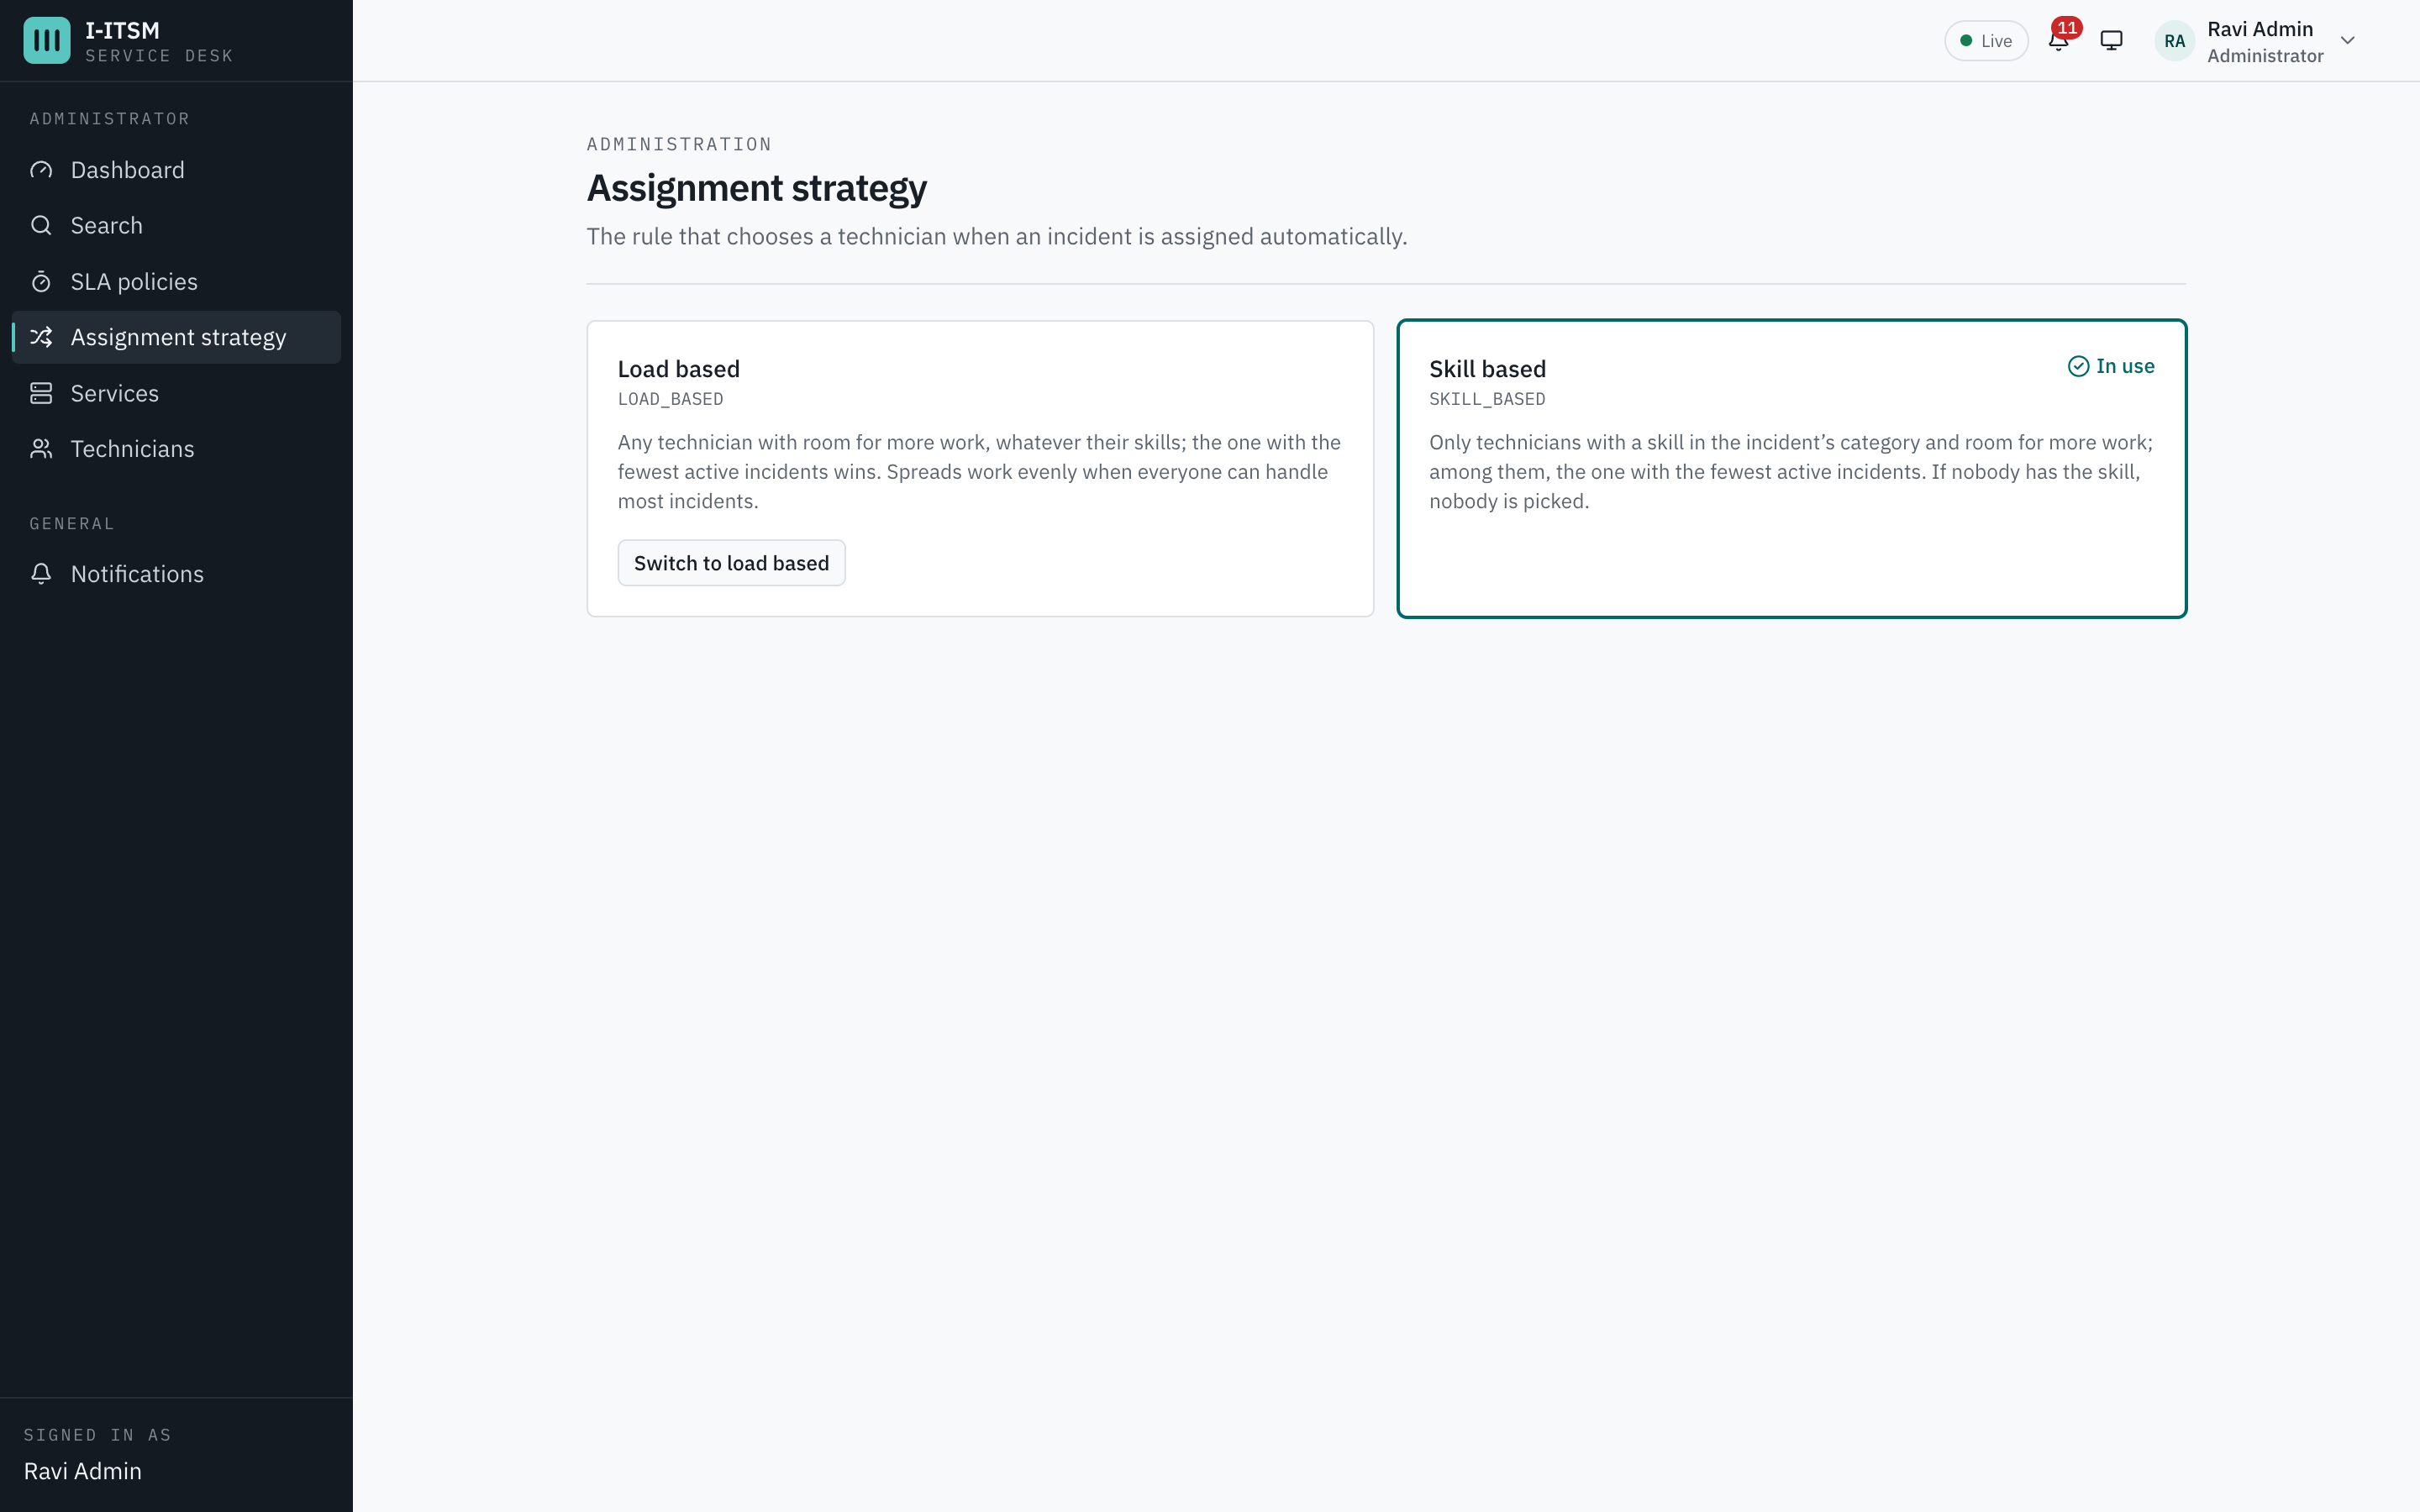 I-ITSM
SERVICE DESK
ADMINISTRATOR
Dashboard
Search
SLA policies
Assignment strategy
Services
Technicians
GENERAL
Notifications
SIGNED IN AS
Ravi Admin
Live
11
RA
Ravi Admin
Administrator
ADMINISTRATION
Assignment strategy
The rule that chooses a technician when an incident is assigned automatically.
Load based
LOAD_BASED
Any technician with room for more work, whatever their skills; the one with the
fewest active incidents wins. Spreads work evenly when everyone can handle
most incidents.
Switch to load based
Skill based
In use
SKILL_BASED
Only technicians with a skill in the incident’s category and room for more work;
among them, the one with the fewest active incidents. If nobody has the skill,
nobody is picked.